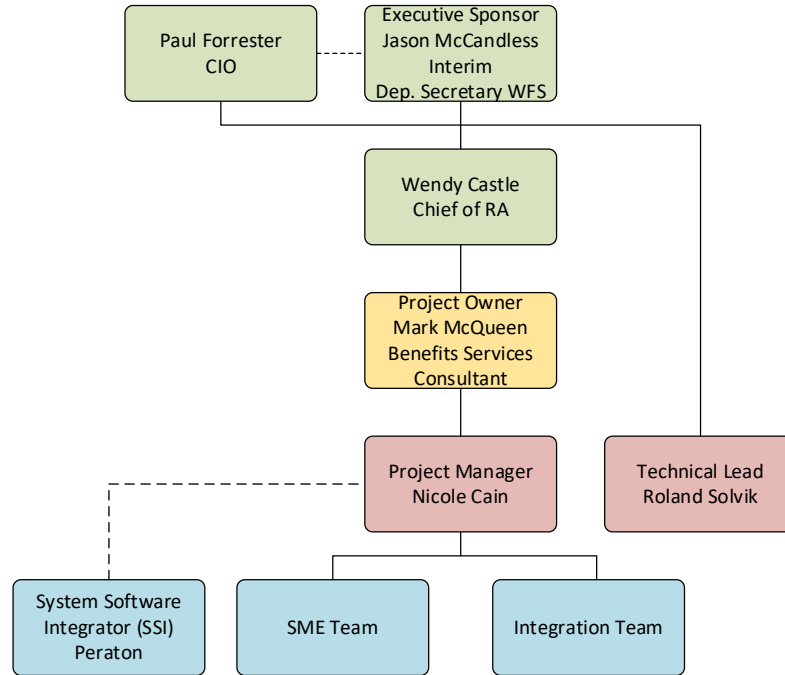 Paul Forrester
CIO
Executive Sponsor
Jason McCandless
Interim
Dep. Secretary WFS
Wendy Castle
Chief of RA
Project Owner
Mark McQueen
Benefits Services
Consultant
Project Manager
Nicole Cain
Technical Lead
Roland Solvik
System Software
Integrator (SSI)
Peraton
SME Team
Integration Team